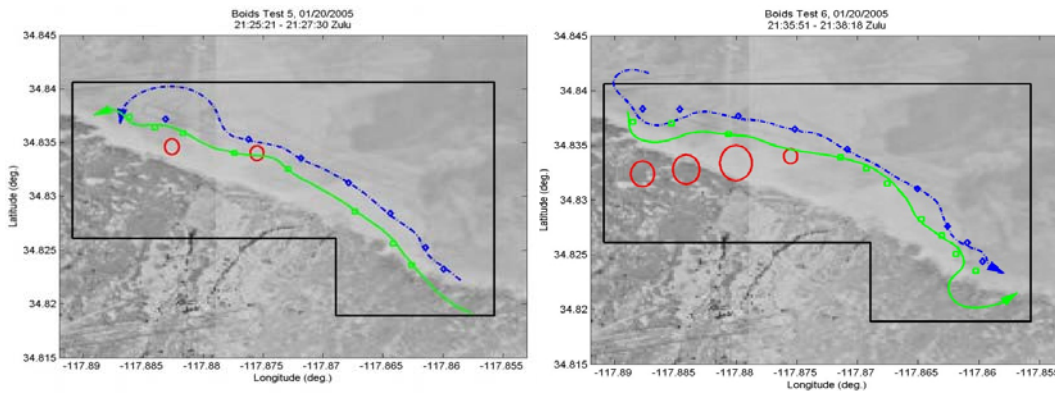 Boids Test 5, 01/20/2005
21:25:21 - 21:27:30 Zulu
34.845
34.84
34.835
34.83
34.825
34.82
34.815
Latitude (deg.)
-117.89 -117.885 -117.88 -117.875 -117.87 -117.865 -117.86 -117.855
Longitude (deg.)
Boids Test 6, 01/20/2005
21:35:51 - 21:38:18 Zulu
34.845
34.84
34.835
34.83
34.825
34.82
34.815
Latitude (deg.)
-117.89 -117.885 -117.88 -117.875 -117.87 -117.865 -117.86 -117.855
Longitude (deg.)